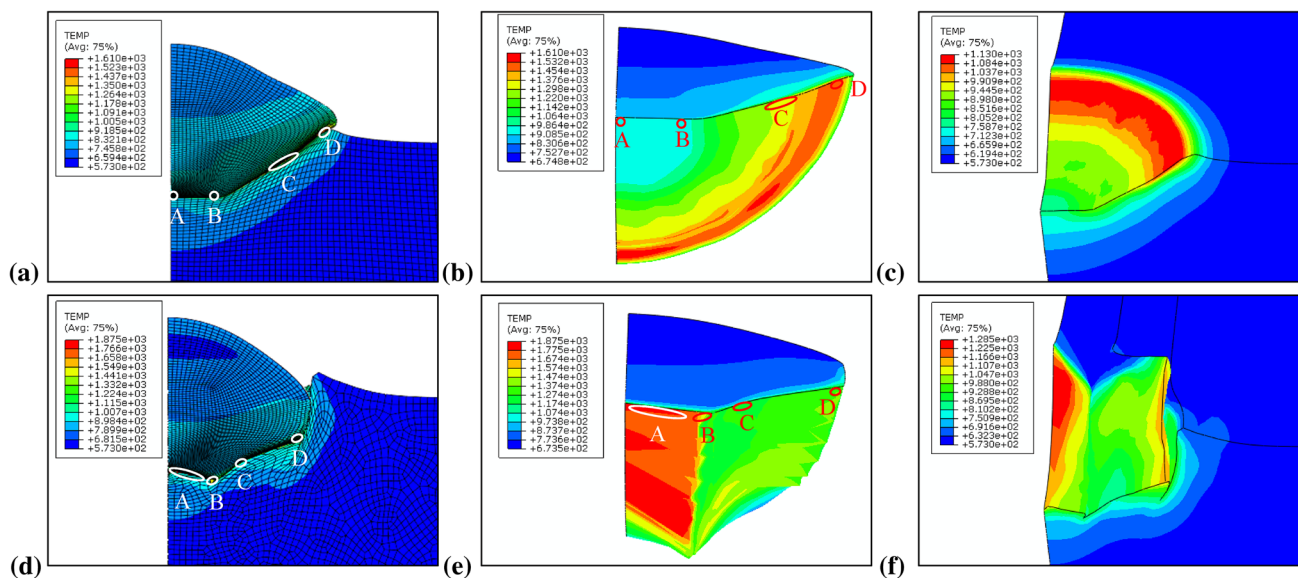 TEMP
(Avg: 75%)
+1.610e+03
+1.523e+03
+1.437e+03
+1.350e+03
+1.264e+03
+1.178e+03
+1.091e+03
+1.005e+03
+9.185e+02
+8.321e+02
+7.458e+02
+6.594e+02
+5.730e+02
A
B
C
D
(a)
TEMP
(Avg: 75%)
+1.610e+03
+1.532e+03
+1.454e+03
+1.376e+03
+1.298e+03
+1.220e+03
+1.142e+03
+1.064e+03
+9.865e+02
+9.085e+02
+8.306e+02
+7.527e+02
+6.748e+02
A
B
C
D
(b)
TEMP
(Avg: 75%)
+1.130e+03
+1.084e+03
+1.037e+03
+9.909e+02
+9.445e+02
+8.980e+02
+8.516e+02
+8.052e+02
+7.587e+02
+7.123e+02
+6.659e+02
+6.194e+02
+5.730e+02
(c)
TEMP
(Avg: 75%)
+1.875e+03
+1.766e+03
+1.658e+03
+1.549e+03
+1.441e+03
+1.332e+03
+1.224e+03
+1.115e+03
+1.007e+03
+8.984e+02
+7.899e+02
+6.815e+02
+5.730e+02
A
B
C
D
(d)
TEMP
(Avg: 75%)
+1.875e+03
+1.775e+03
+1.674e+03
+1.574e+03
+1.474e+03
+1.374e+03
+1.274e+03
+1.174e+03
+1.074e+03
+9.738e+02
+8.737e+02
+7.736e+02
+6.735e+02
A
B
C
D
(e)
TEMP
(Avg: 75%)
+1.285e+03
+1.225e+03
+1.166e+03
+1.107e+03
+1.047e+03
+9.880e+02
+9.288e+02
+8.695e+02
+8.102e+02
+7.509e+02
+6.916e+02
+6.323e+02
+5.730e+02
(f)